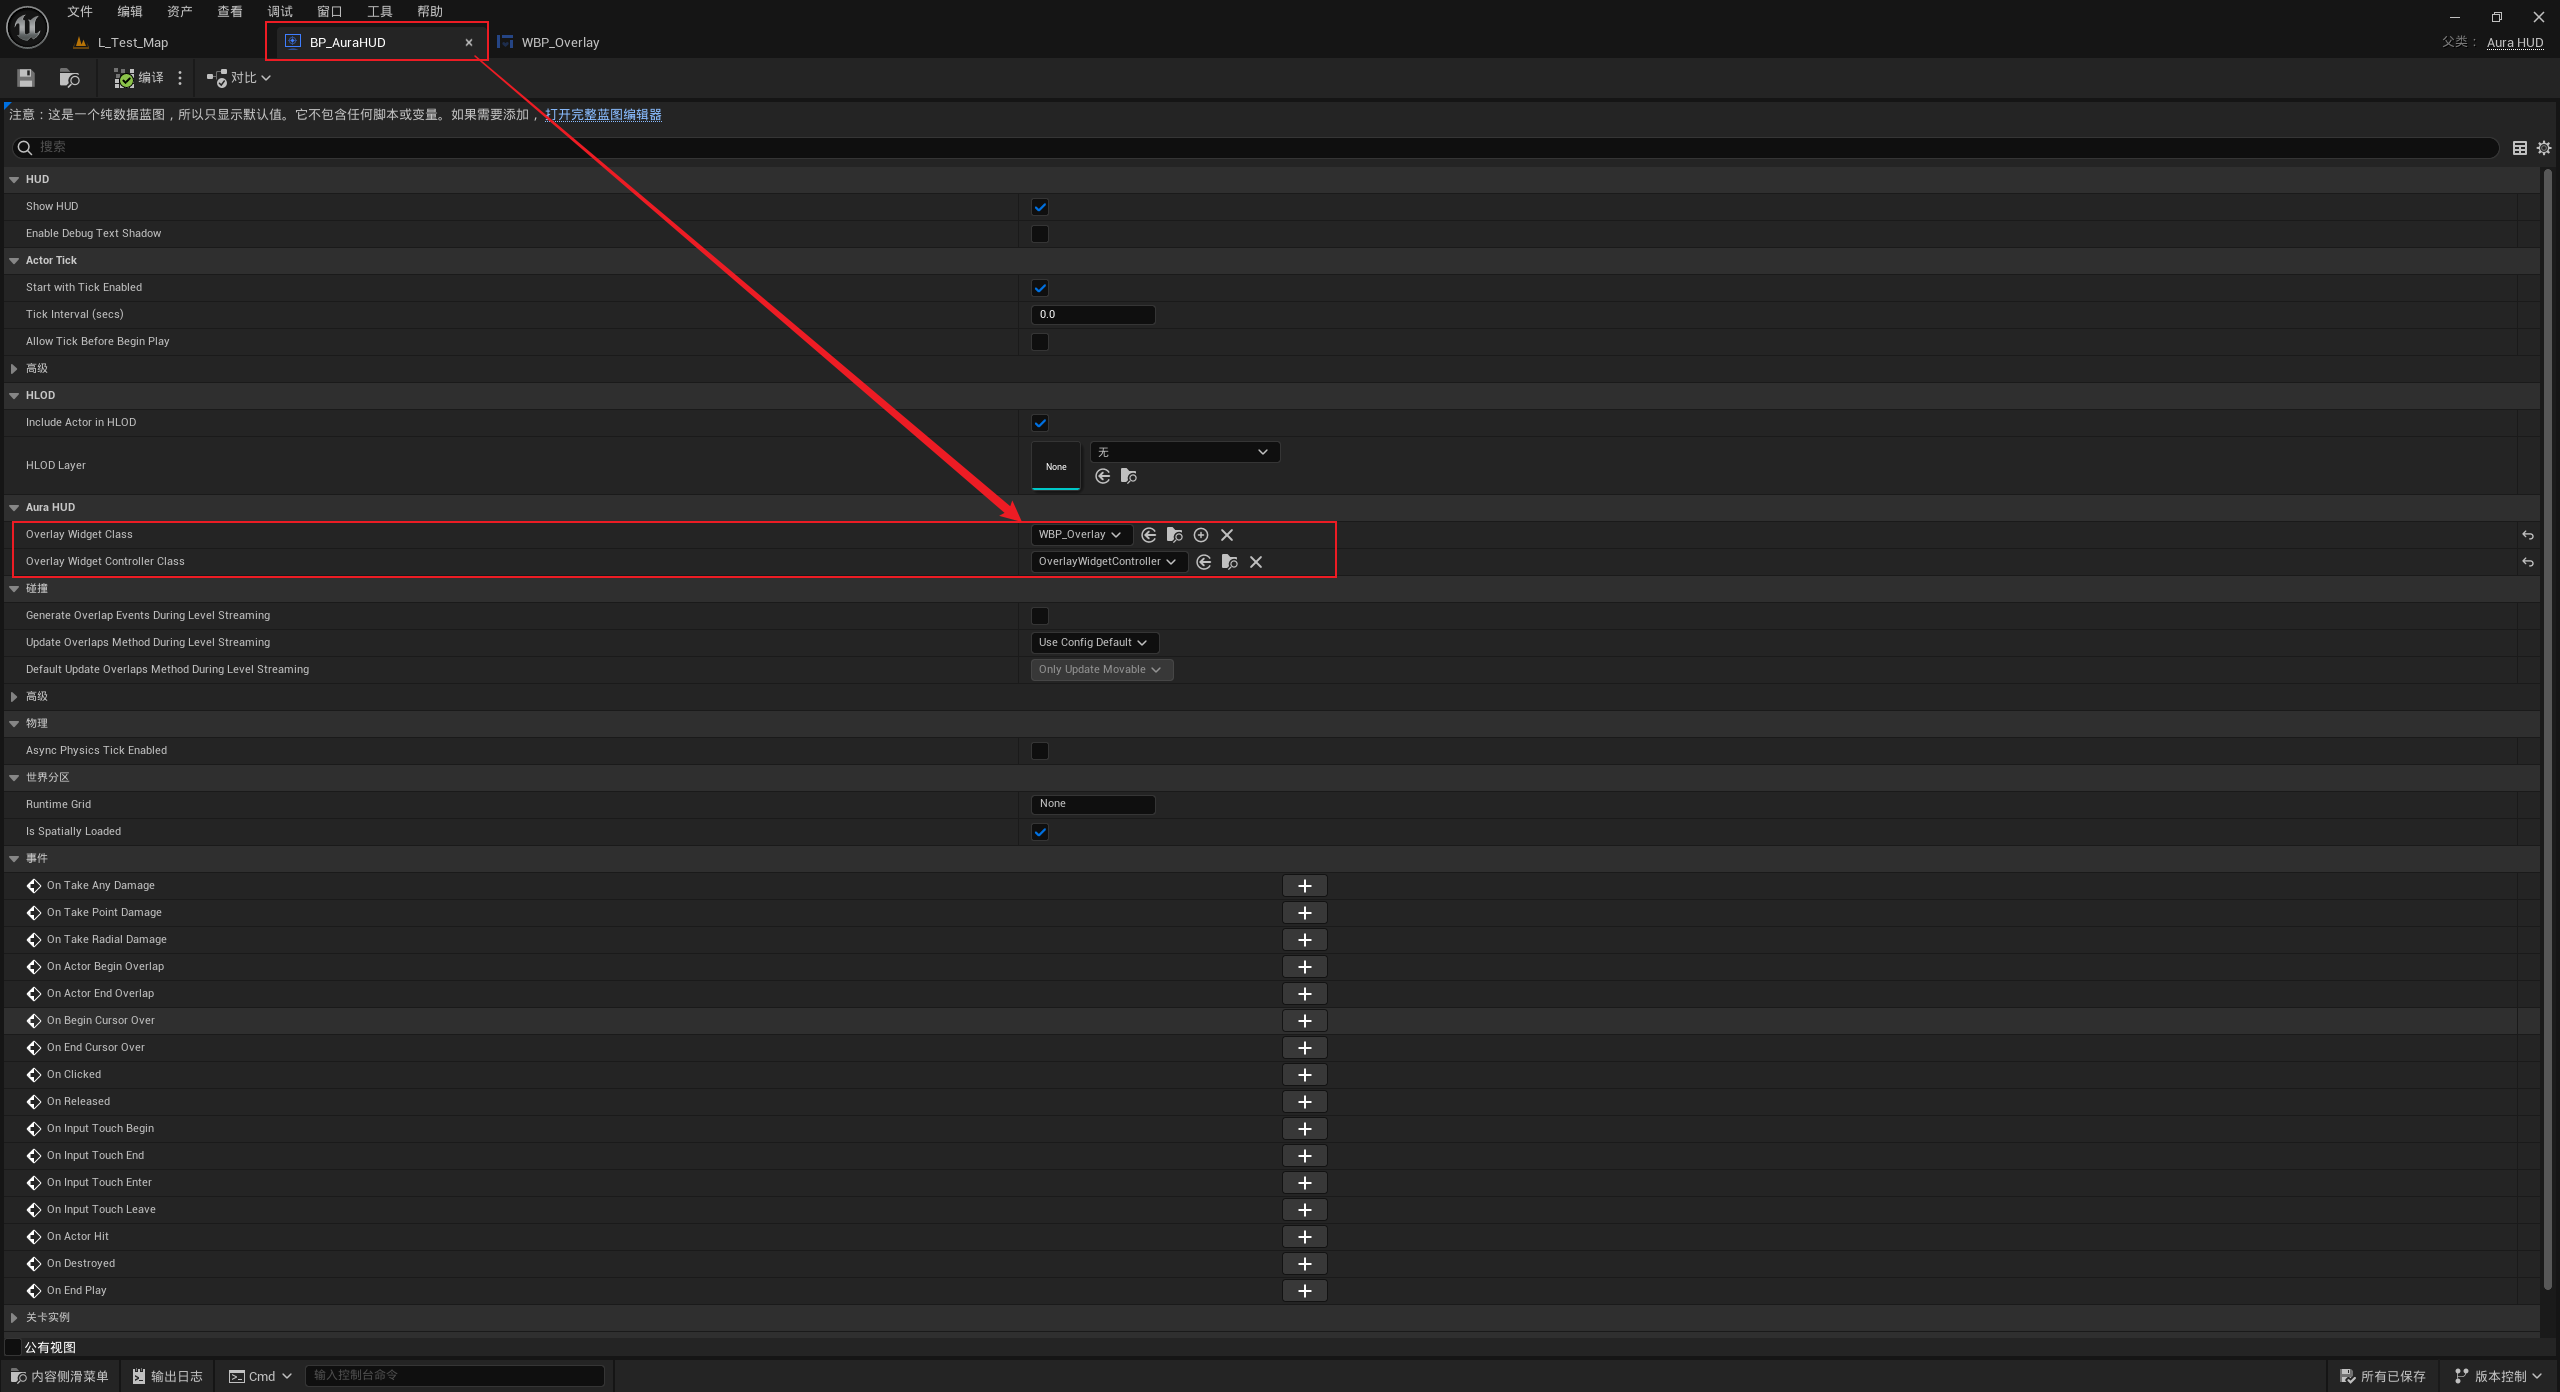 文件 编辑 资产 查看 调试 窗口 工具 帮助
L_Test_Map BP_AuraHUD WBP_Overlay 父类： Aura HUD
编译 对比
注意：这是一个纯数据蓝图，所以只显示默认值。它不包含任何脚本或变量。如果需要添加， 打开完整蓝图编辑器
搜索
HUD
Show HUD
Enable Debug Text Shadow
Actor Tick
Start with Tick Enabled
Tick Interval (secs) 0.0
Allow Tick Before Begin Play
高级
HLOD
Include Actor in HLOD
HLOD Layer None 无
Aura HUD
Overlay Widget Class WBP_Overlay
Overlay Widget Controller Class OverlayWidgetController
碰撞
Generate Overlap Events During Level Streaming
Update Overlaps Method During Level Streaming Use Config Default
Default Update Overlaps Method During Level Streaming Only Update Movable
高级
物理
Async Physics Tick Enabled
世界分区
Runtime Grid None
Is Spatially Loaded
事件
On Take Any Damage
On Take Point Damage
On Take Radial Damage
On Actor Begin Overlap
On Actor End Overlap
On Begin Cursor Over
On End Cursor Over
On Clicked
On Released
On Input Touch Begin
On Input Touch End
On Input Touch Enter
On Input Touch Leave
On Actor Hit
On Destroyed
On End Play
关卡实例
公有视图
内容侧滑菜单 输出日志 Cmd 输入控制台命令 所有已保存 版本控制